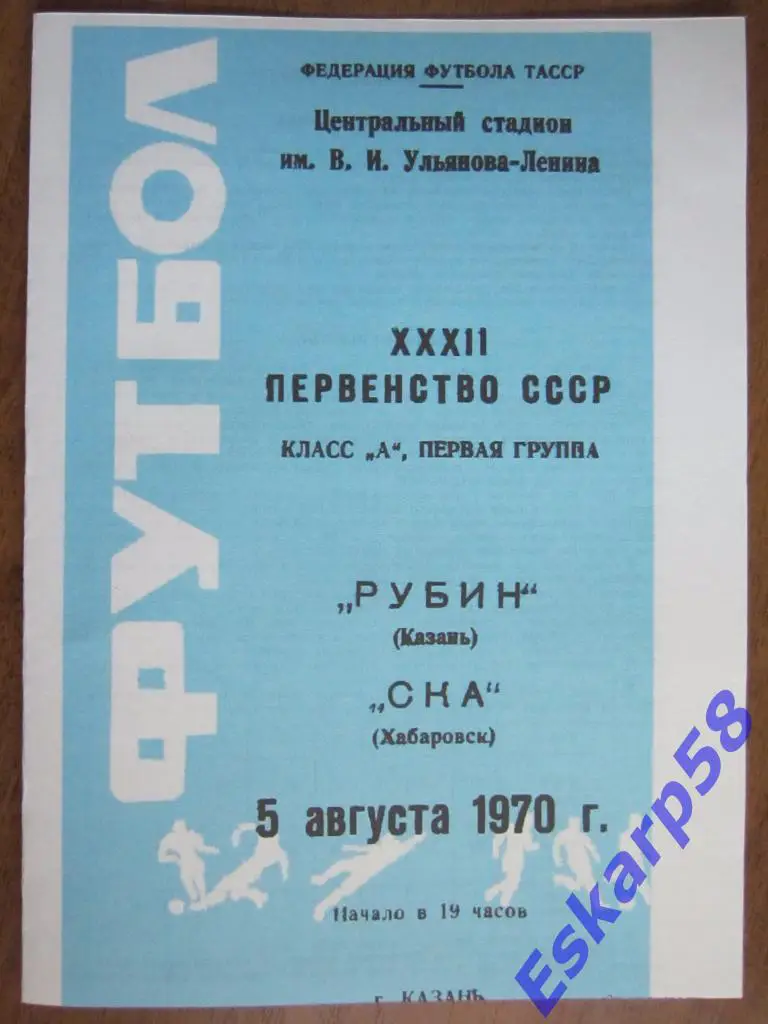 ФУТБОЛ
ФЕДЕРАЦИЯ ФУТБОЛА ТАССР
Центральный стадион
им. В. И. Ульянова-Ленина
XXXII
ПЕРВЕНСТВО СССР
КЛАСС „А“, ПЕРВАЯ ГРУППА
„РУБИН“
(Казань)
„СКА“
(Хабаровск)
5 августа 1970 г.
Начало в 19 часов
г. КАЗАНЬ
Eskarp58